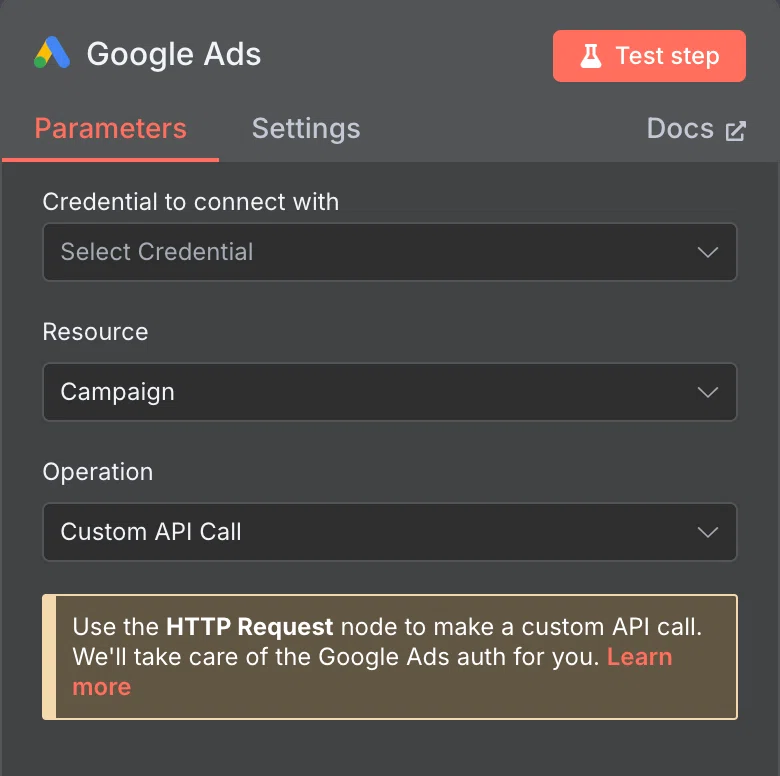 Google Ads
Test step
Parameters
Settings
Docs
Credential to connect with
Select Credential
Resource
Campaign
Operation
Custom API Call
Use the HTTP Request node to make a custom API call.
We'll take care of the Google Ads auth for you. Learn
more